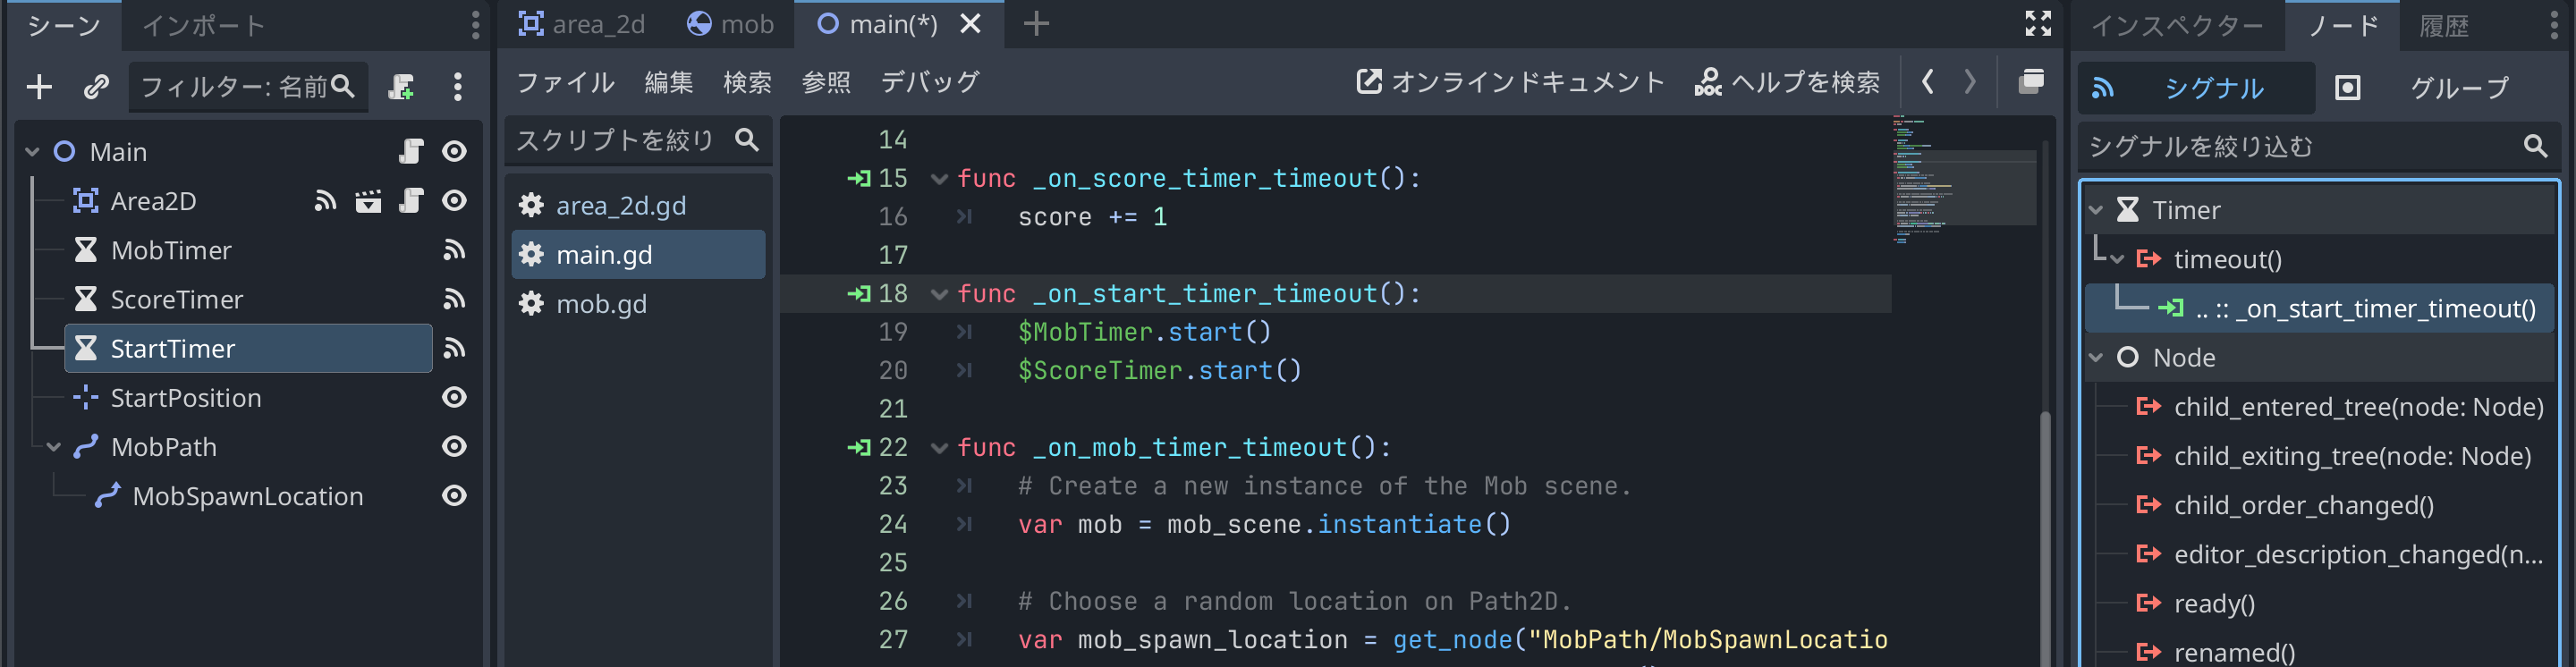 シーン
インポート
フィルター: 名前
Main
Area2D
MobTimer
ScoreTimer
StartTimer
StartPosition
MobPath
MobSpawnLocation
area_2d
mob
main(*)
ファイル 編集 検索 参照 デバッグ
オンラインドキュメント
DOC ヘルプを検索
スクリプトを絞り
area_2d.gd
main.gd
mob.gd
14
15 func _on_score_timer_timeout():
16 score += 1
17
18 func _on_start_timer_timeout():
19 $MobTimer.start()
20 $ScoreTimer.start()
21
22 func _on_mob_timer_timeout():
23 # Create a new instance of the Mob scene.
24 var mob = mob_scene.instantiate()
25
26 # Choose a random location on Path2D.
27 var mob_spawn_location = get_node("MobPath/MobSpawnLocatio
インスペクター
ノード
履歴
シグナル
グループ
シグナルを絞り込む
Timer
timeout()
.. :: _on_start_timer_timeout()
Node
child_entered_tree(node: Node)
child_exiting_tree(node: Node)
child_order_changed()
editor_description_changed(n...
ready()
renamed()